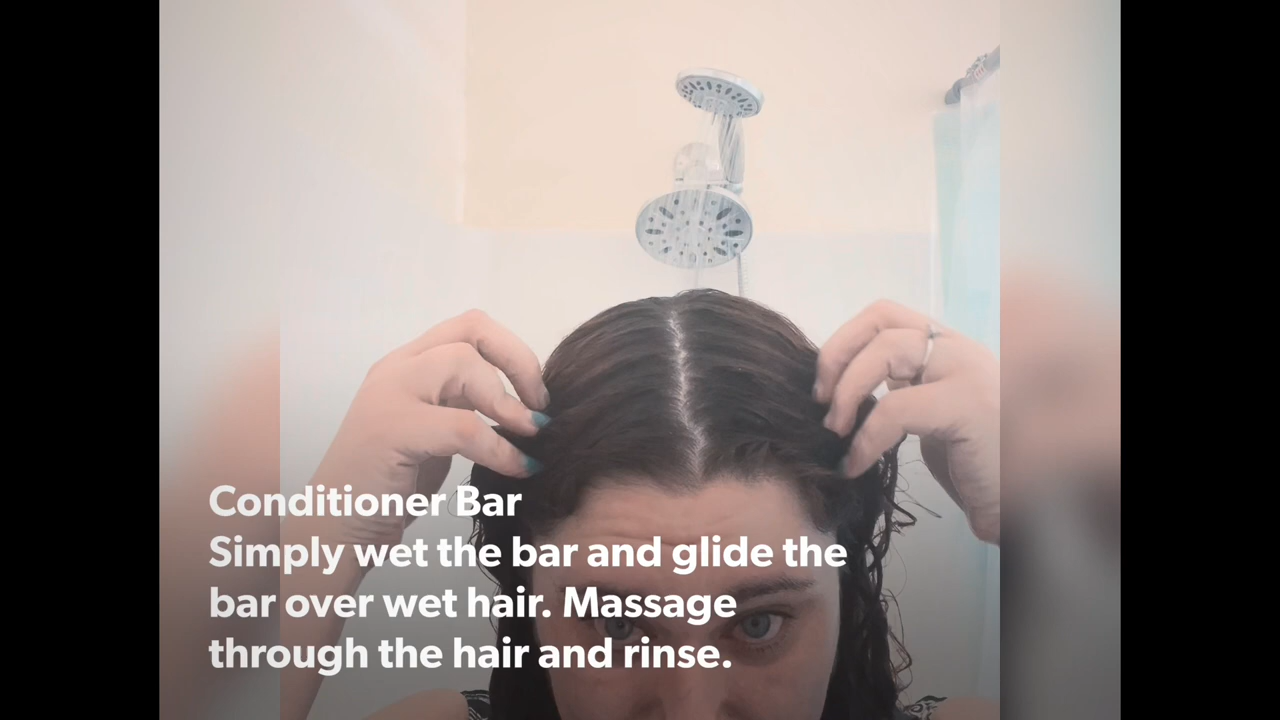 Conditioner Bar
Simply wet the bar and glide the
bar over wet hair. Massage
through the hair and rinse.